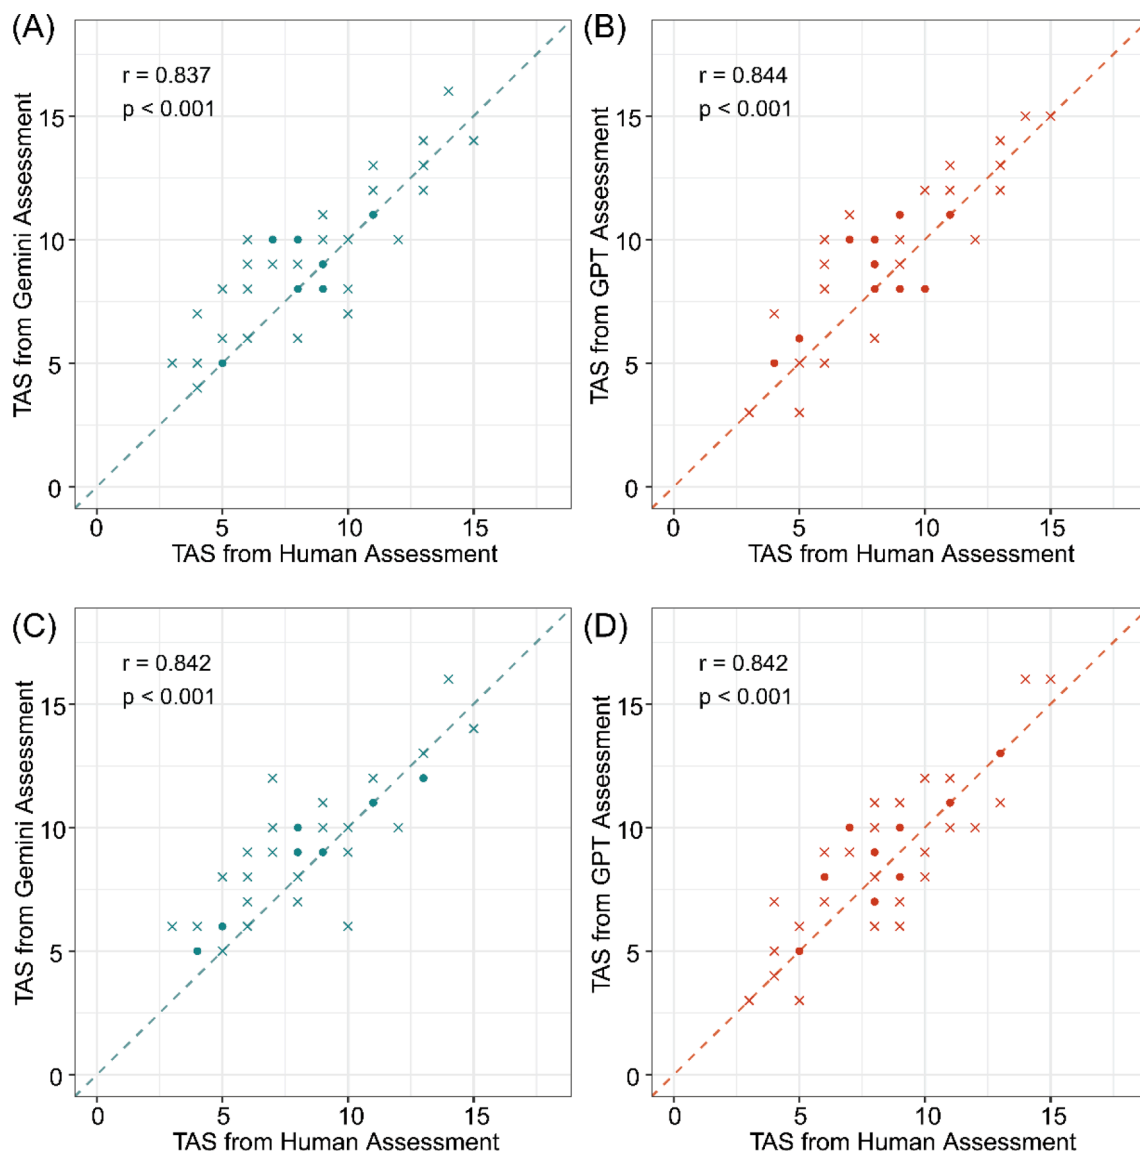 (A)
r = 0.837
p < 0.001
TAS from Gemini Assessment
15
10
5
0
0 5 10 15
TAS from Human Assessment
(B)
r = 0.844
p < 0.001
TAS from GPT Assessment
15
10
5
0
0 5 10 15
TAS from Human Assessment
(C)
r = 0.842
p < 0.001
TAS from Gemini Assessment
15
10
5
0
0 5 10 15
TAS from Human Assessment
(D)
r = 0.842
p < 0.001
TAS from GPT Assessment
15
10
5
0
0 5 10 15
TAS from Human Assessment